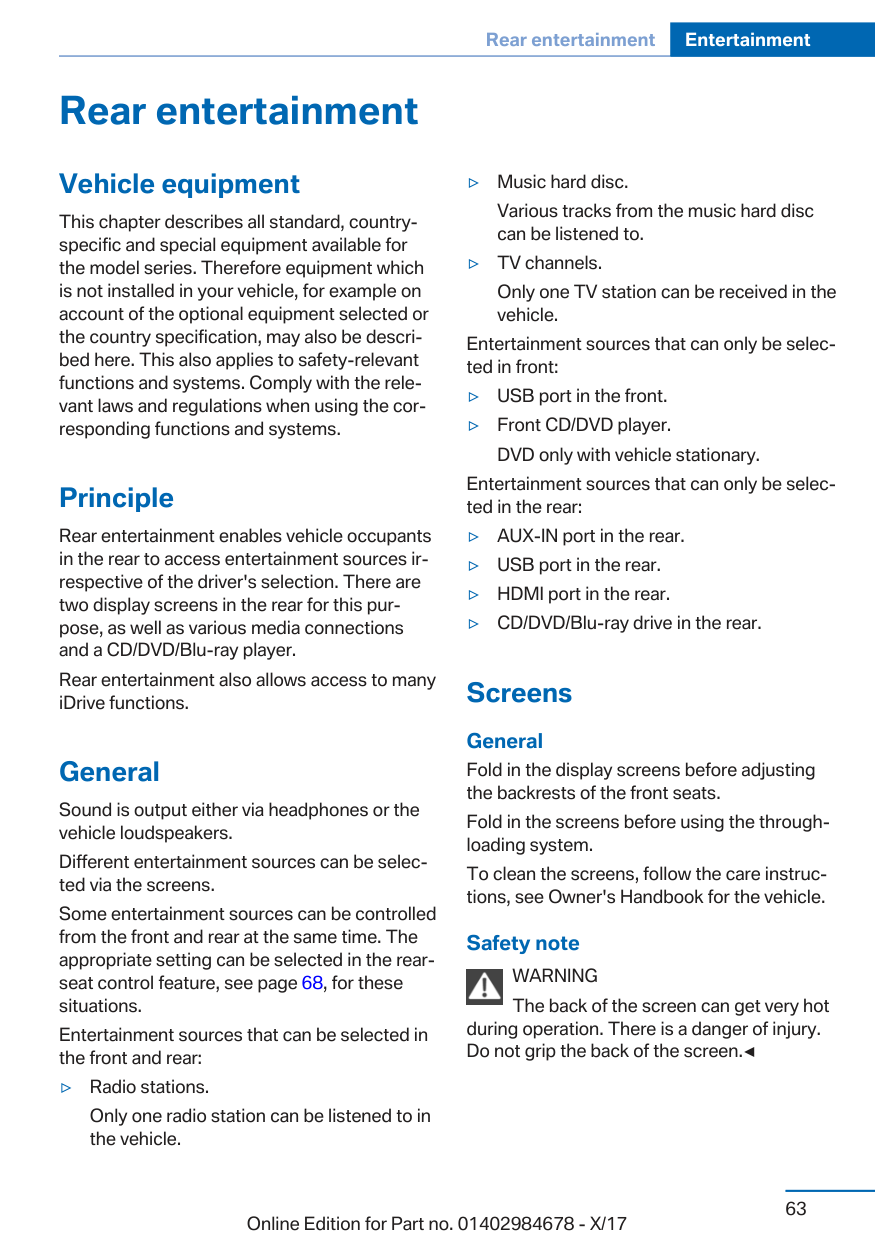 Rear entertainment Entertainment
Rear entertainment
Vehicle equipment
This chapter describes all standard, country-
specific and special equipment available for
the model series. Therefore equipment which
is not installed in your vehicle, for example on
account of the optional equipment selected or
the country specification, may also be descri-
bed here. This also applies to safety-relevant
functions and systems. Comply with the rele-
vant laws and regulations when using the cor-
responding functions and systems.
Principle
Rear entertainment enables vehicle occupants
in the rear to access entertainment sources ir-
respective of the driver's selection. There are
two display screens in the rear for this pur-
pose, as well as various media connections
and a CD/DVD/Blu-ray player.
Rear entertainment also allows access to many
iDrive functions.
General
Sound is output either via headphones or the
vehicle loudspeakers.
Different entertainment sources can be selec-
ted via the screens.
Some entertainment sources can be controlled
from the front and rear at the same time. The
appropriate setting can be selected in the rear-
seat control feature, see page 68, for these
situations.
Entertainment sources that can be selected in
the front and rear:
▷ Radio stations.
Only one radio station can be listened to in
the vehicle.
▷ Music hard disc.
Various tracks from the music hard disc
can be listened to.
▷ TV channels.
Only one TV station can be received in the
vehicle.
Entertainment sources that can only be selec-
ted in front:
▷ USB port in the front.
▷ Front CD/DVD player.
DVD only with vehicle stationary.
Entertainment sources that can only be selec-
ted in the rear:
▷ AUX-IN port in the rear.
▷ USB port in the rear.
▷ HDMI port in the rear.
▷ CD/DVD/Blu-ray drive in the rear.
Screens
General
Fold in the display screens before adjusting
the backrests of the front seats.
Fold in the screens before using the through-
loading system.
To clean the screens, follow the care instruc-
tions, see Owner's Handbook for the vehicle.
Safety note
WARNING
The back of the screen can get very hot
during operation. There is a danger of injury.
Do not grip the back of the screen.◄
63
Online Edition for Part no. 01402984678 - X/17